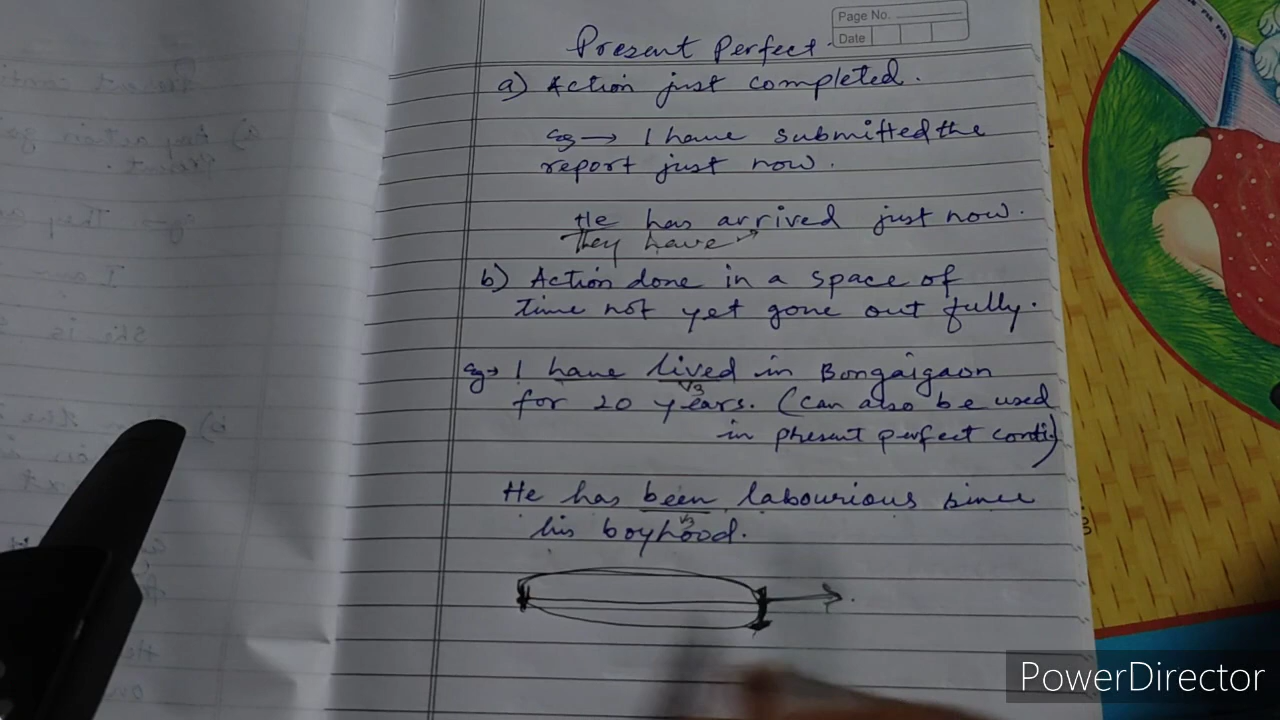 Page No.
Date
Present Perfect
a) Action just completed.
eg → I have submitted the
report just now.
He has arrived just now.
They have
b) Action done in a space of
time not yet gone out fully.
eg → I have lived in Bongaigaon
V3
for 20 years. (Can also be used
in present perfect conti)
He has been labourious since
V3
his boyhood.
PowerDirector